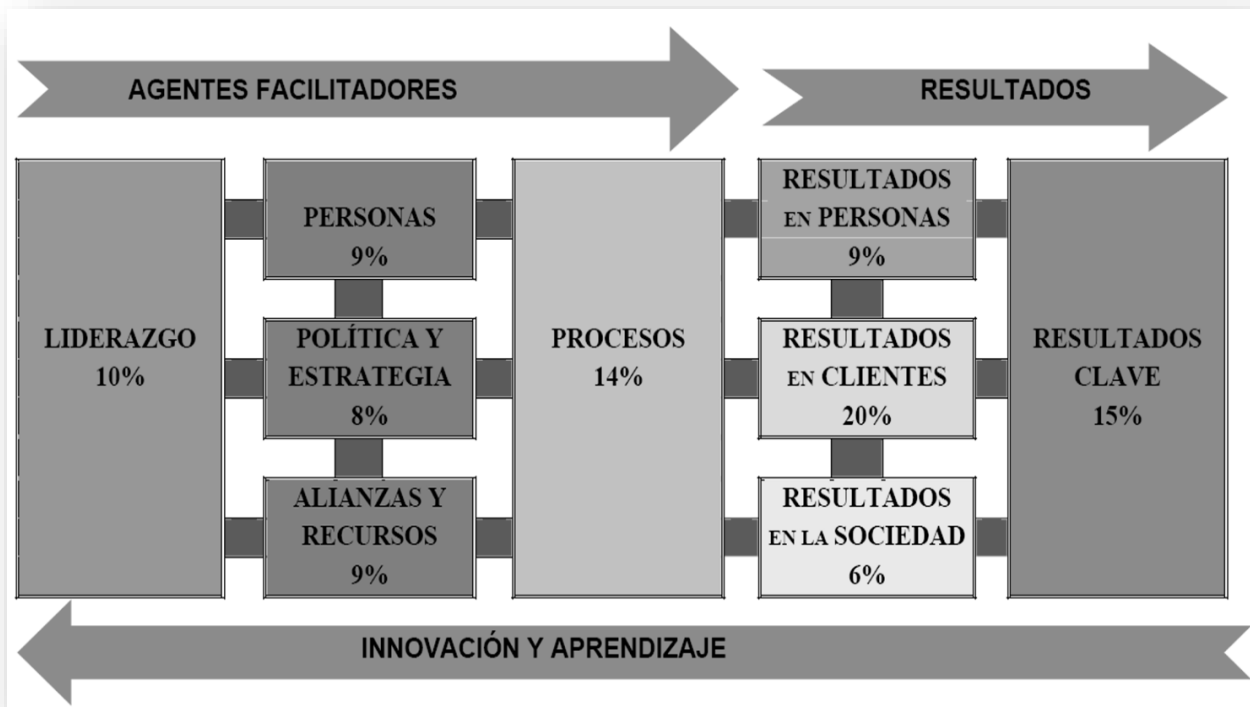 AGENTES FACILITADORES
RESULTADOS
LIDERAZGO
10%
PERSONAS
9%
POLÍTICA Y
ESTRATEGIA
8%
ALIANZAS Y
RECURSOS
9%
PROCESOS
14%
RESULTADOS
EN PERSONAS
9%
RESULTADOS
EN CLIENTES
20%
RESULTADOS
EN LA SOCIEDAD
6%
RESULTADOS
CLAVE
15%
INNOVACIÓN Y APRENDIZAJE